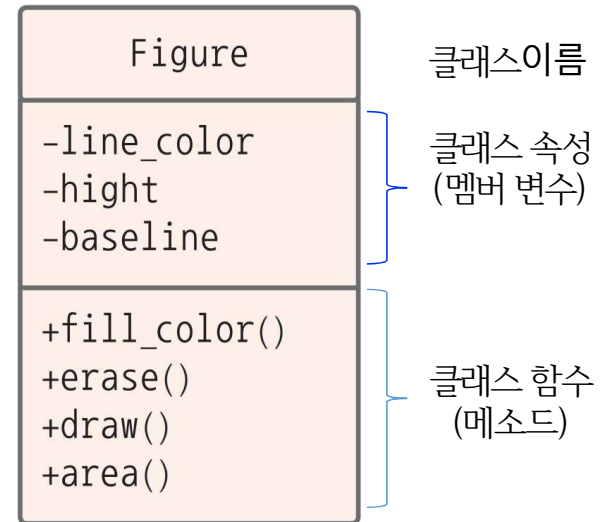 Figure
클래스이름
-line_color
-hight
-baseline
클래스 속성
(멤버 변수)
+fill_color()
+erase()
+draw()
+area()
클래스 함수
(메소드)